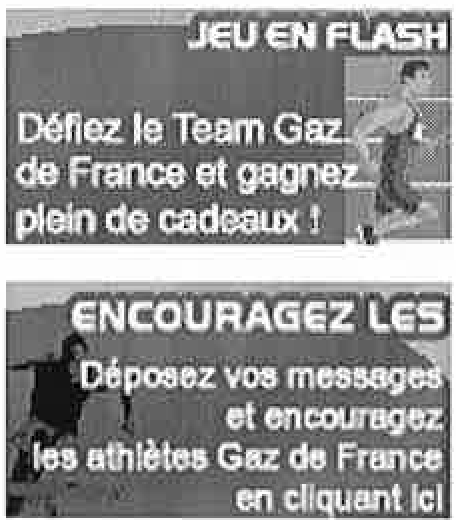 JEU EN FLASH
Défiez le Team Gaz
de France et gagnez
plein de cadeaux !
ENCOURAGEZ LES
Déposez vos messages
et encouragez
les athlètes Gaz de France
en cliquant ici